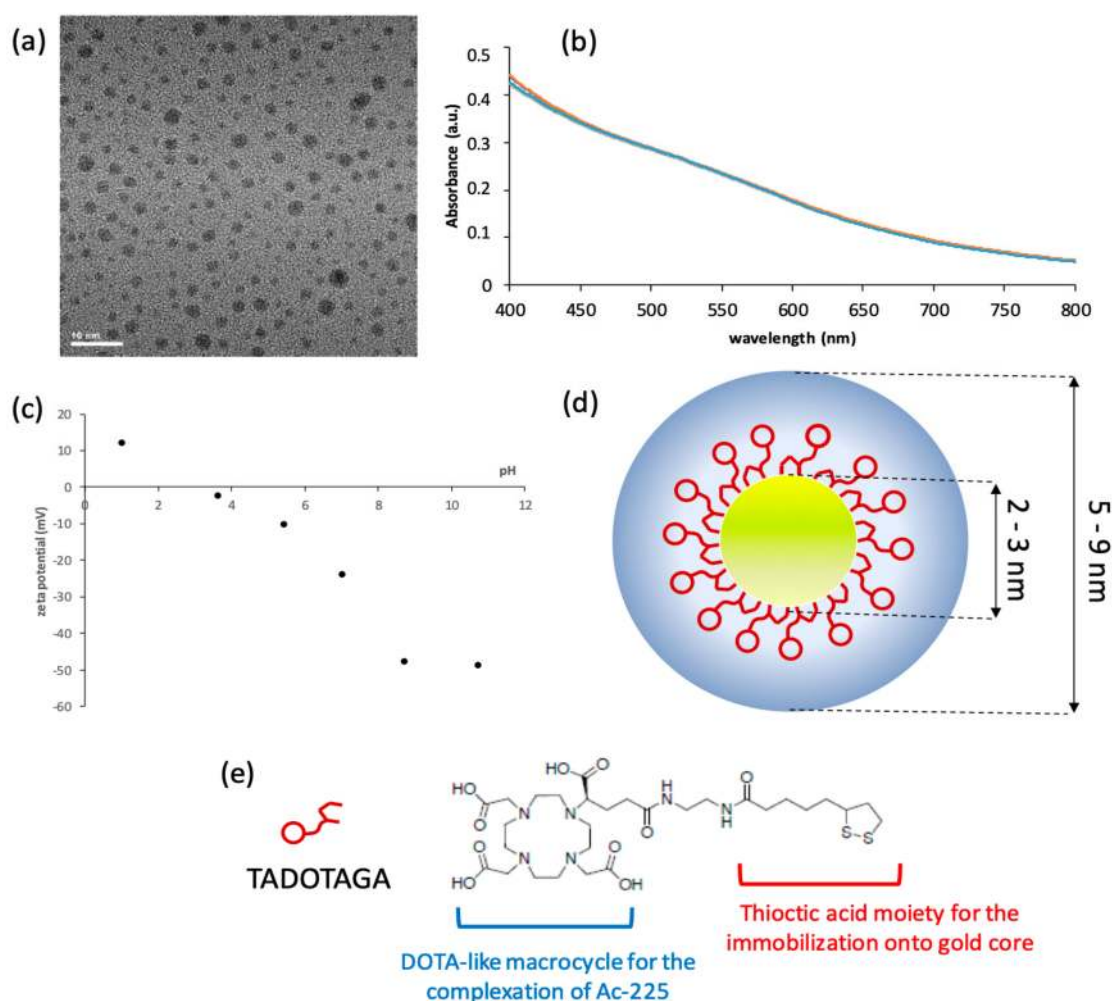 (a)
10 nm
(b)
0.5
0.4
0.3
0.2
0.1
0
Absorbance (a.u.)
400 450 500 550 600 650 700 750 800
wavelength (nm)
(c)
20
10
0
-10
-20
-30
-40
-50
-60
zeta potential (mV)
pH
0 2 4 6 8 10 12
(d)
2 - 3 nm
5 - 9 nm
(e)
TADOTAGA
HO
O
HO
O
O
HO
N
N
N
N
O
HO
O
OH
O
H
N
N
H
O
S
S
DOTA-like macrocycle for the
complexation of Ac-225
Thioctic acid moiety for the
immobilization onto gold core